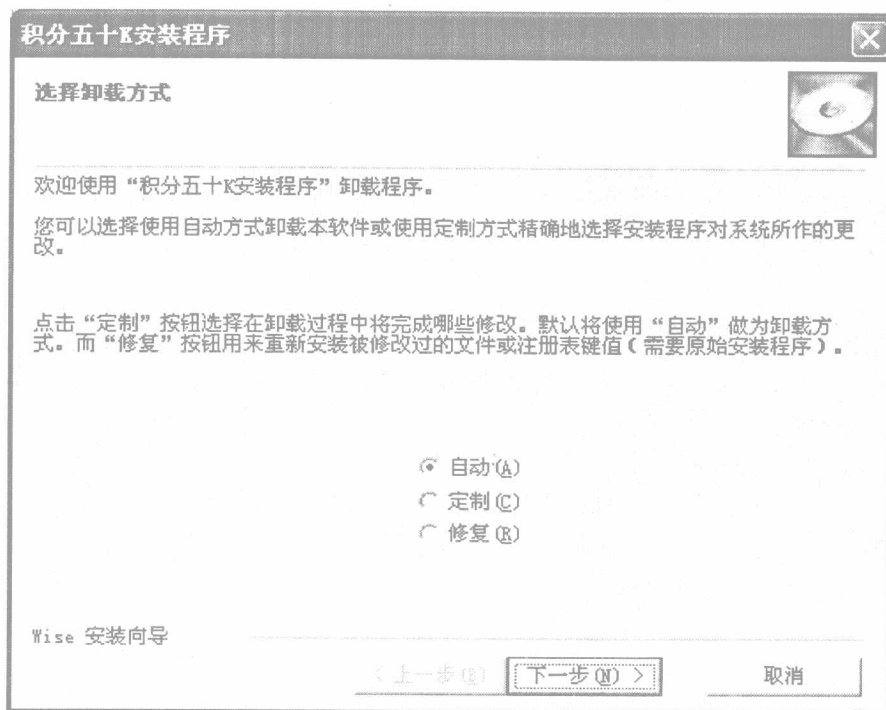 积分五十K安装程序
选择卸载方式
欢迎使用“积分五十K安装程序”卸载程序。
您可以选择使用自动方式卸载本软件或使用定制方式精确地选择安装程序对系统所作的更
改。
点击“定制”按钮选择在卸载过程中将完成哪些修改。默认将使用“自动”做为卸载方
式。而“修复”按钮用来重新安装被修改过的文件或注册表键值(需要原始安装程序)。
自动(A)
定制(C)
修复(R)
Wise 安装向导
< 上一步(B)
下一步(N) >
取消